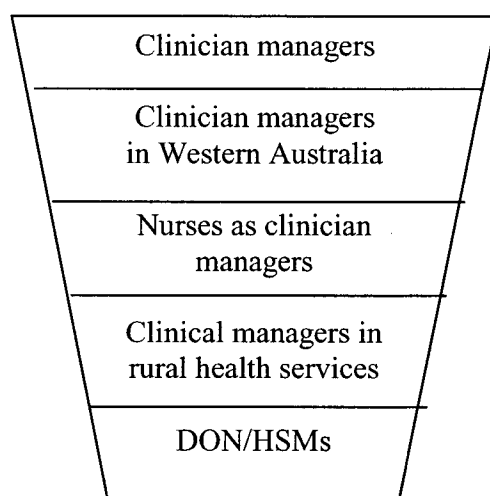 Clinician managers
Clinician managers
in Western Australia
Nurses as clinician
managers
Clinical managers in
rural health services
DON/HSMs